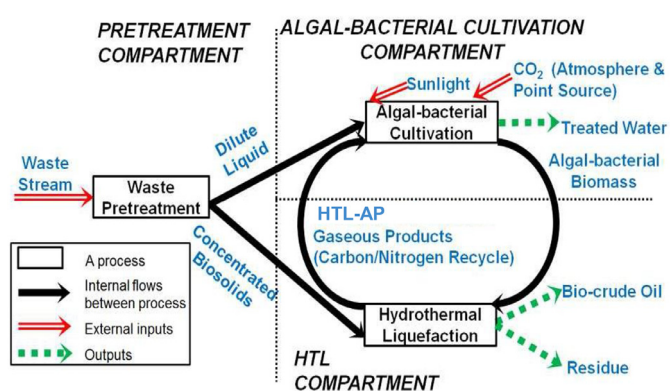 PRETREATMENT
COMPARTMENT
ALGAL-BACTERIAL CULTIVATION
COMPARTMENT
Sunlight
CO2 (Atmosphere &
Point Source)
Algal-bacterial
Cultivation
Treated Water
Dilute
Liquid
Algal-bacterial
Biomass
Waste
Stream
Waste
Pretreatment
HTL-AP
Gaseous Products
(Carbon/Nitrogen Recycle)
Concentrated
Biosolids
A process
Internal flows
between process
External inputs
Outputs
Hydrothermal
Liquefaction
Bio-crude Oil
Residue
HTL
COMPARTMENT